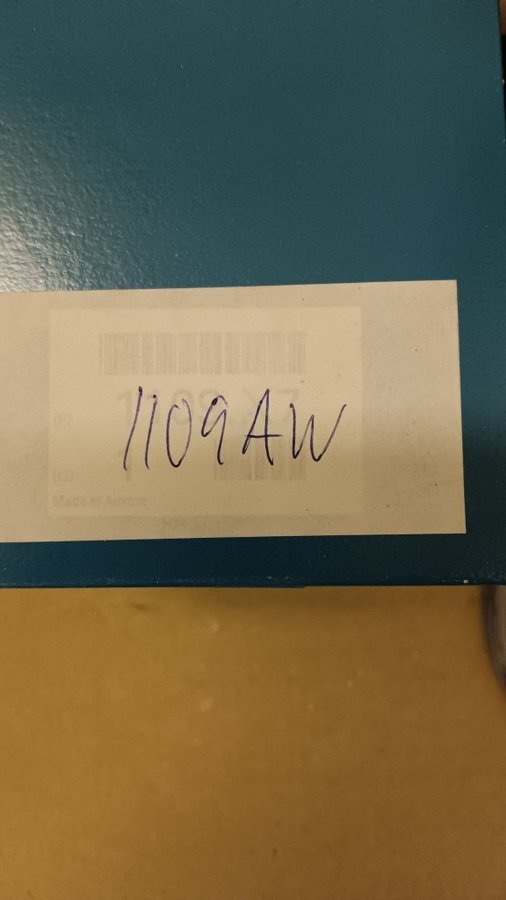 1109AW
(P)
(Q)
Made in Austria